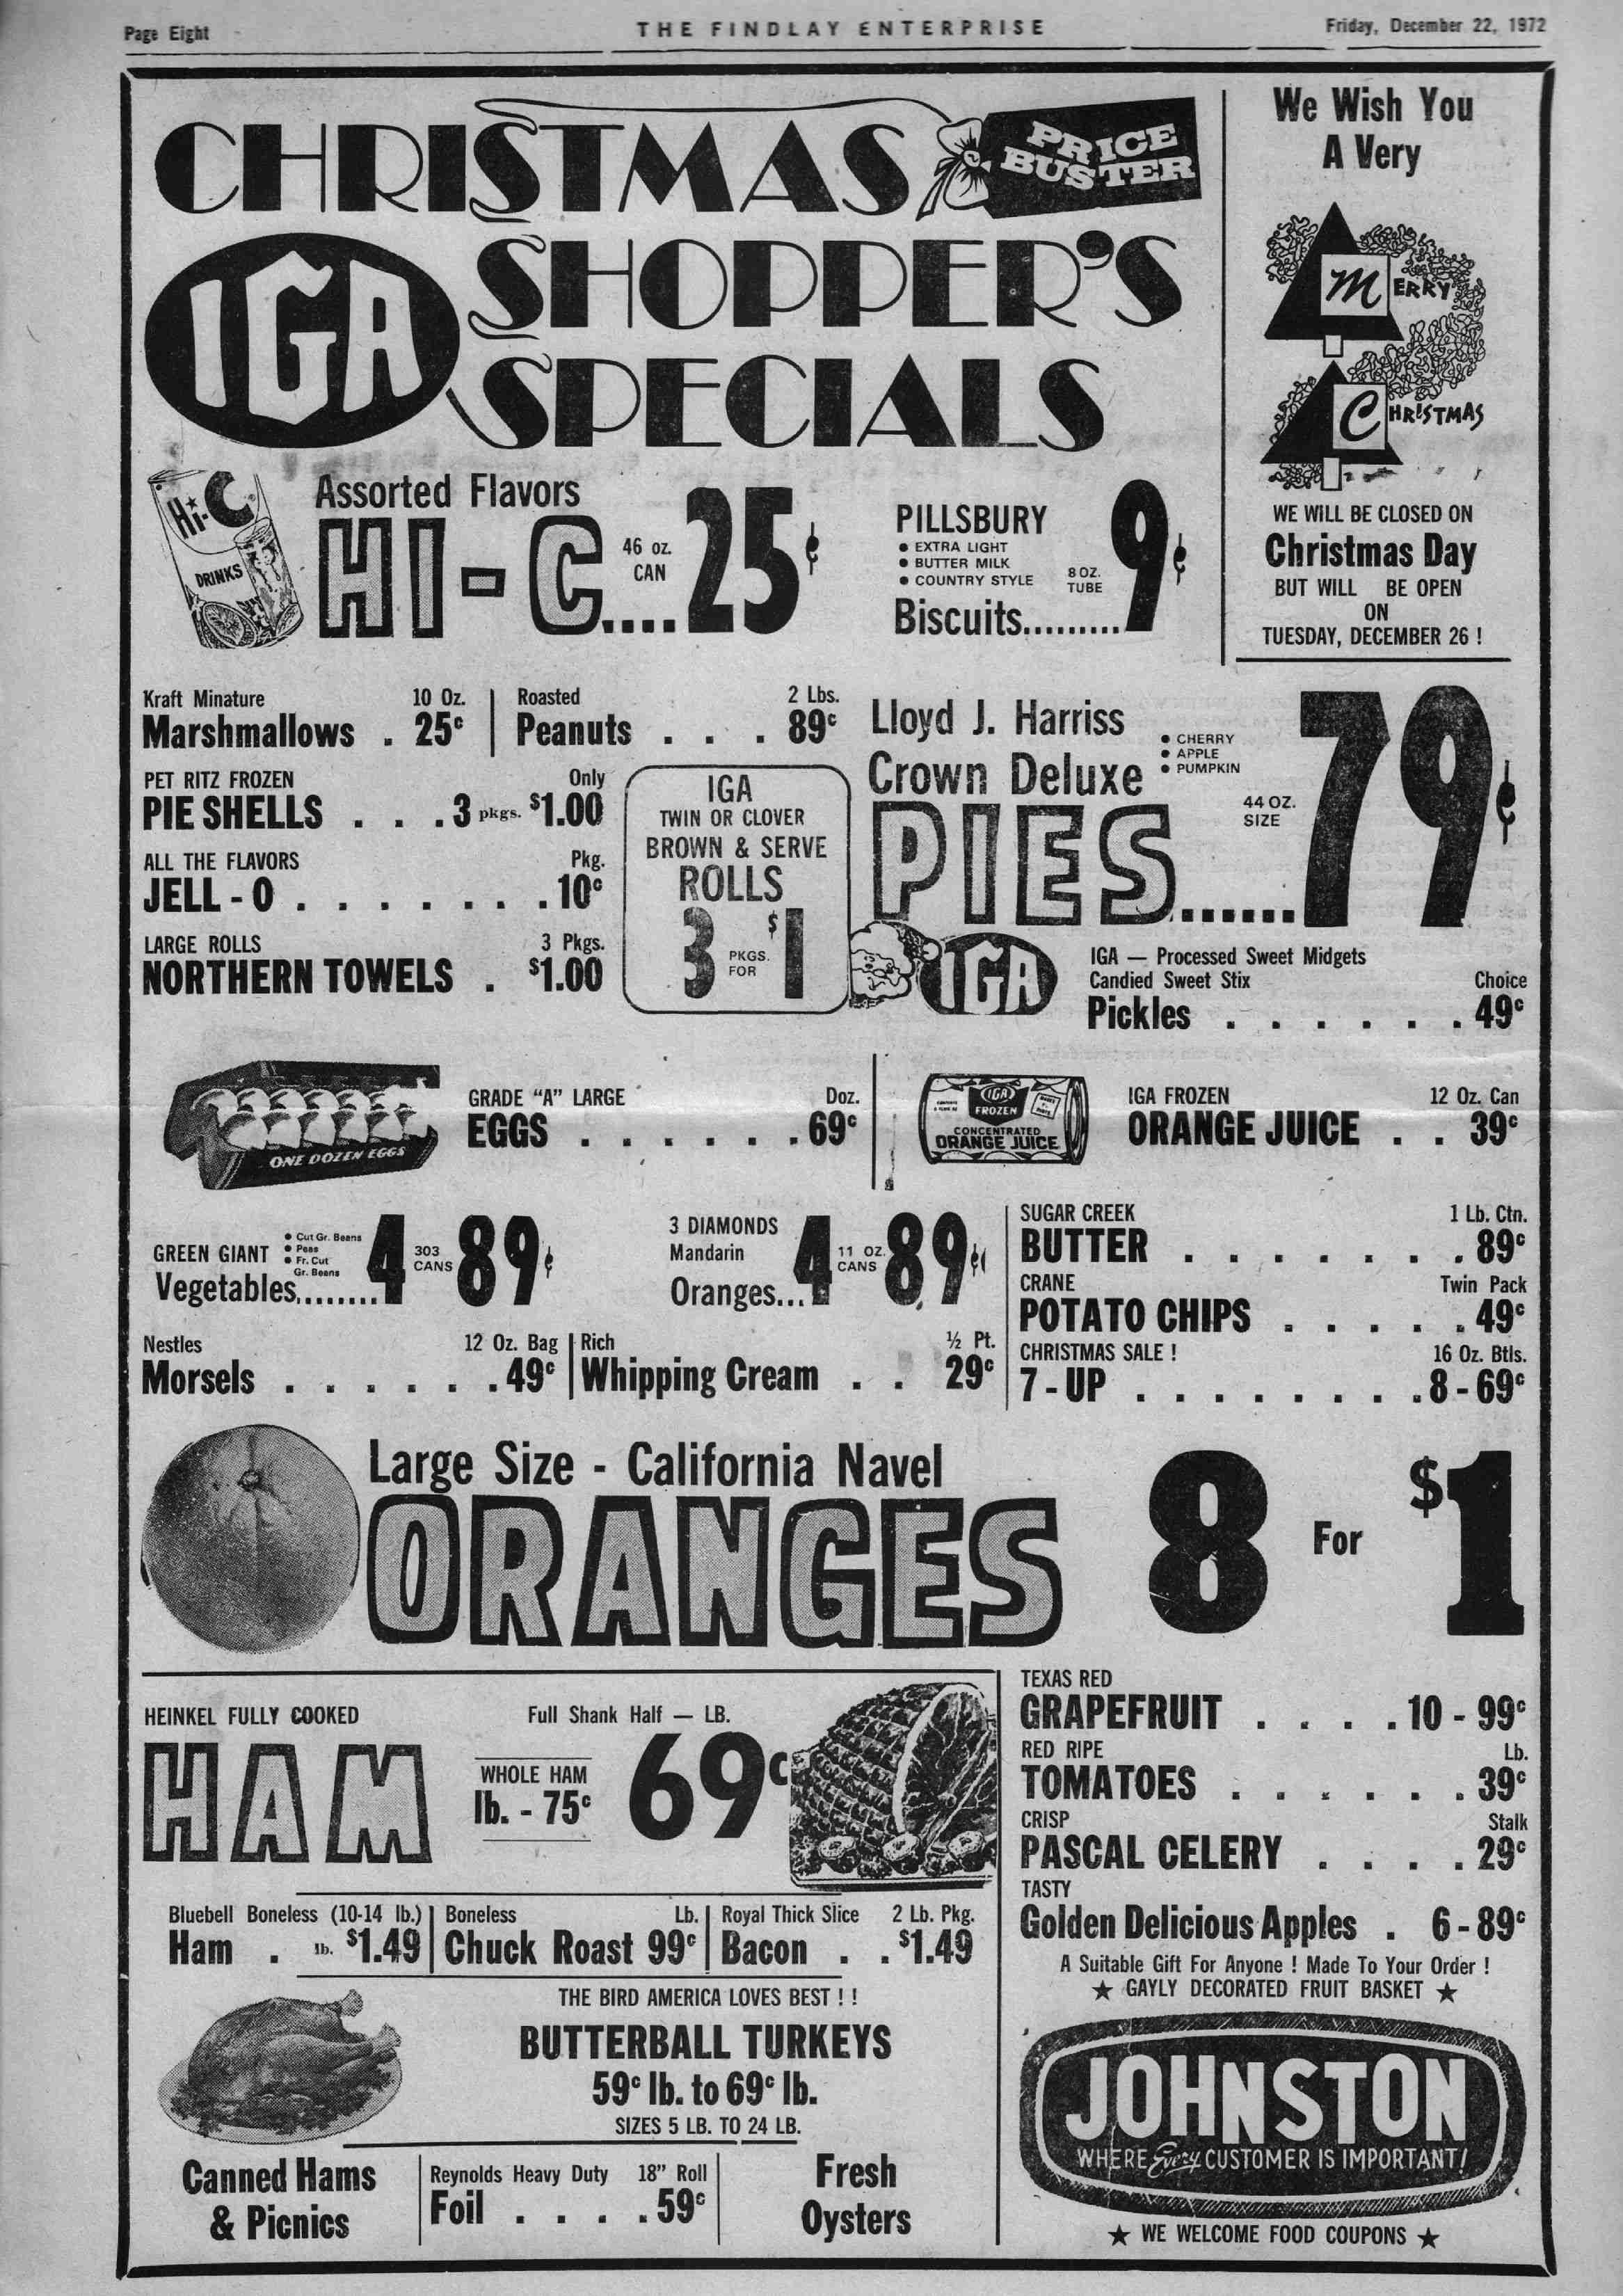 Page Eight
THE FINDLAY ENTERPRISE
Friday, December 22, 1972
CHRISTMAS
PRICE
BUSTER
IGA
SHOPPER'S
SPECIALS
We Wish You
A Very
MERRY
CHRISTMAS
WE WILL BE CLOSED ON
Christmas Day
BUT WILL BE OPEN
ON
TUESDAY, DECEMBER 26 !
Hi-C
DRINKS
Assorted Flavors
HI-C.... 46 oz. CAN 25¢
PILLSBURY
• EXTRA LIGHT
• BUTTER MILK
• COUNTRY STYLE
Biscuits......... 8 OZ. TUBE 9¢
Kraft Minature 10 Oz.
Marshmallows . 25¢
Roasted 2 Lbs.
Peanuts . . . 89¢
PET RITZ FROZEN Only
PIE SHELLS . . . 3 pkgs. $1.00
ALL THE FLAVORS Pkg.
JELL-O . . . . . . . 10¢
LARGE ROLLS 3 Pkgs.
NORTHERN TOWELS . $1.00
IGA
TWIN OR CLOVER
BROWN & SERVE
ROLLS
3 PKGS. FOR $1
Lloyd J. Harriss
Crown Deluxe
• CHERRY
• APPLE
• PUMPKIN
PIES...... 44 OZ. SIZE 79¢
IGA
IGA — Processed Sweet Midgets
Candied Sweet Stix Choice
Pickles . . . . . . 49¢
ONE DOZEN EGGS
GRADE "A" LARGE Doz.
EGGS . . . . . . 69¢
IGA
FROZEN
CONCENTRATED
ORANGE JUICE
IGA FROZEN 12 Oz. Can
ORANGE JUICE . . 39¢
GREEN GIANT
• Cut Gr. Beans
• Peas
• Fr. Cut
Gr. Beans
Vegetables........ 4 303 CANS 89¢
3 DIAMONDS
Mandarin
Oranges... 4 11 OZ. CANS 89¢
SUGAR CREEK 1 Lb. Ctn.
BUTTER . . . . . . . 89¢
CRANE Twin Pack
POTATO CHIPS . . . . . 49¢
CHRISTMAS SALE ! 16 Oz. Btls.
7-UP . . . . . . . . 8 - 69¢
Nestles 12 Oz. Bag
Morsels . . . . . . 49¢
Rich ½ Pt.
Whipping Cream . . 29¢
Large Size - California Navel
ORANGES 8 For $1
HEINKEL FULLY COOKED
HAM
WHOLE HAM
lb. - 75¢
Full Shank Half — LB.
69¢
Bluebell Boneless (10-14 lb.)
Ham . lb. $1.49
Boneless Lb.
Chuck Roast 99¢
Royal Thick Slice 2 Lb. Pkg.
Bacon . . $1.49
THE BIRD AMERICA LOVES BEST ! !
BUTTERBALL TURKEYS
59¢ lb. to 69¢ lb.
SIZES 5 LB. TO 24 LB.
Canned Hams
& Picnics
Reynolds Heavy Duty 18" Roll
Foil . . . . 59¢
Fresh
Oysters
TEXAS RED
GRAPEFRUIT . . . . 10 - 99¢
RED RIPE Lb.
TOMATOES . . . . . . 39¢
CRISP Stalk
PASCAL CELERY . . . . 29¢
TASTY
Golden Delicious Apples . 6 - 89¢
A Suitable Gift For Anyone ! Made To Your Order !
★ GAYLY DECORATED FRUIT BASKET ★
JOHNSTON
WHERE Every CUSTOMER IS IMPORTANT!
★ WE WELCOME FOOD COUPONS ★